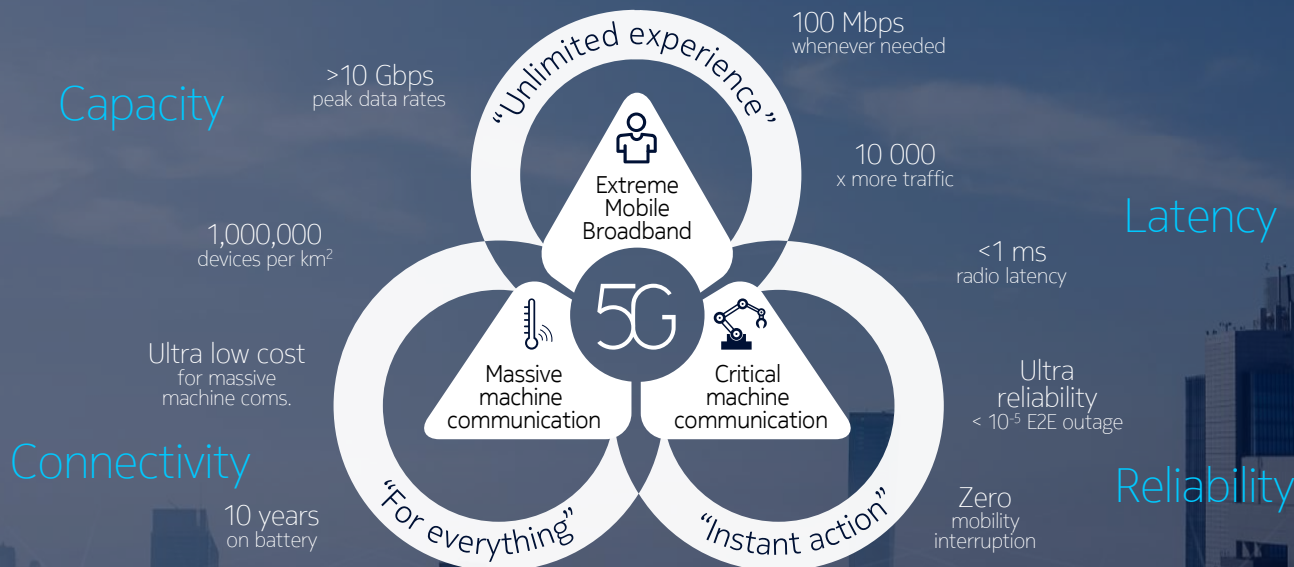 "Unlimited experience"
100 Mbps
whenever needed
>10 Gbps
peak data rates
Capacity
10 000
x more traffic
Extreme
Mobile
Broadband
Latency
1,000,000
devices per km²
<1 ms
radio latency
5G
Ultra low cost
for massive
machine coms.
Massive
machine
communication
Critical
machine
communication
Ultra
reliability
< 10⁻⁵ E2E outage
Connectivity
Reliability
10 years
on battery
"For everything"
"Instant action"
Zero
mobility
interruption